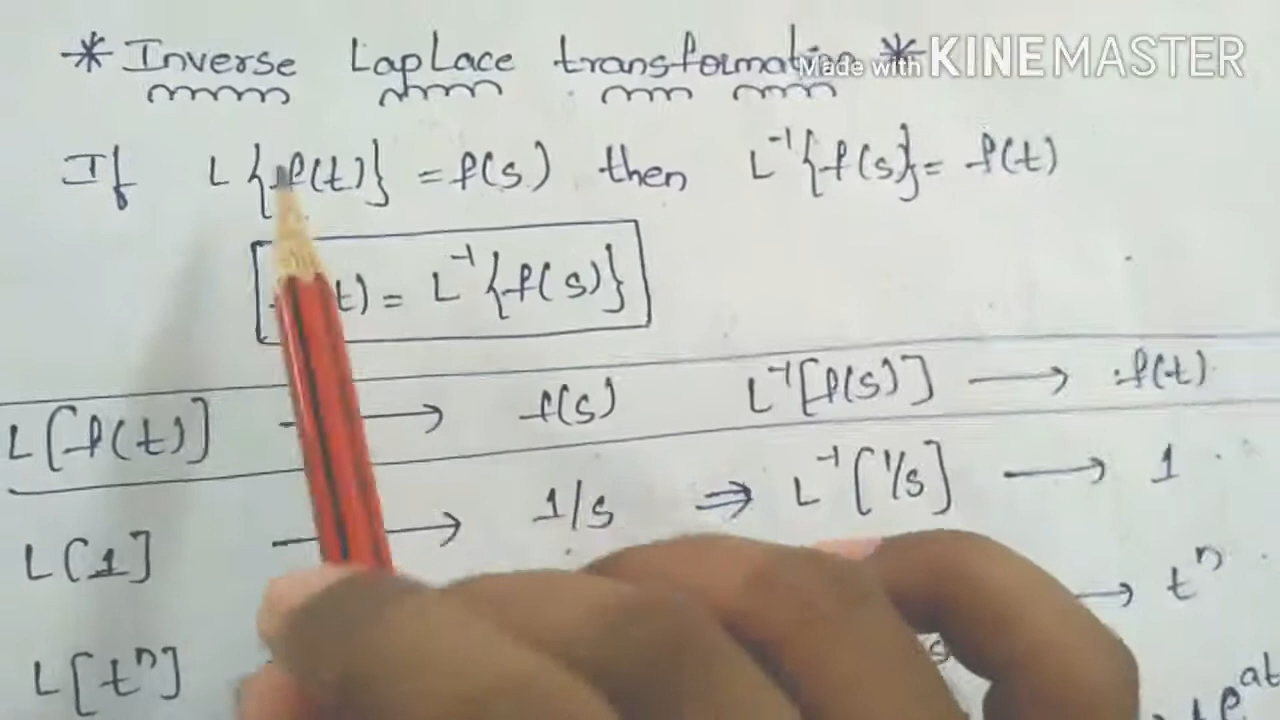 * Inverse Laplace transformation *
Made with KINEMASTER
If L{f(t)} = f(s) then L⁻¹{f(s)} = f(t)
t) = L⁻¹{f(s)}
L[f(t)] → f(s) L⁻¹[f(s)] → f(t)
L[1] → 1/s ⇒ L⁻¹[1/s] → 1
L[tⁿ] → tⁿ